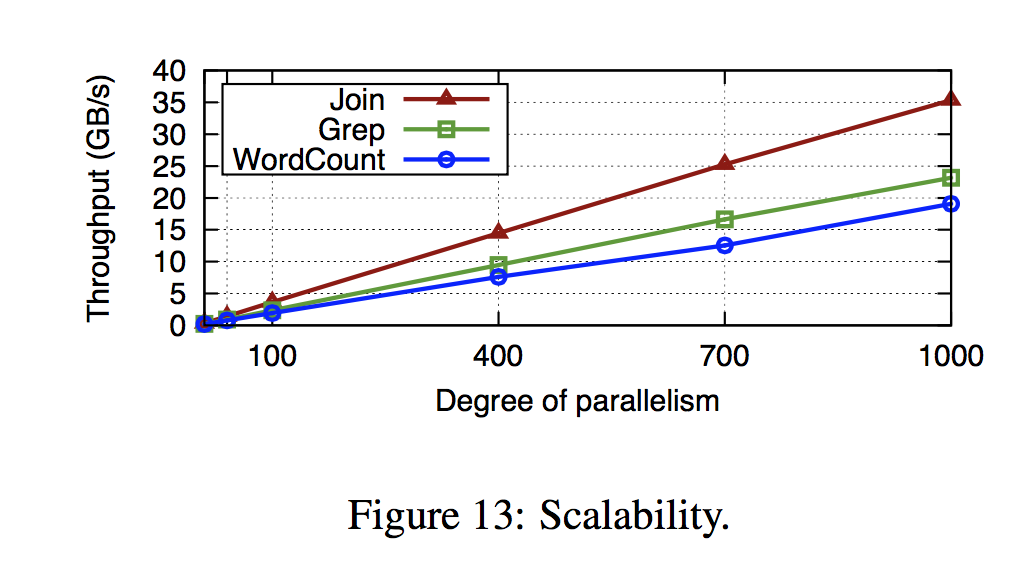 Throughput (GB/s)
40
35
30
25
20
15
10
5
0
Join
Grep
WordCount
100 400 700 1000
Degree of parallelism
Figure 13: Scalability.